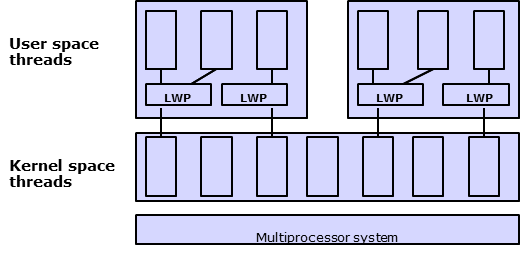 User space
threads
LWP
LWP
LWP
LWP
Kernel space
threads
Multiprocessor system